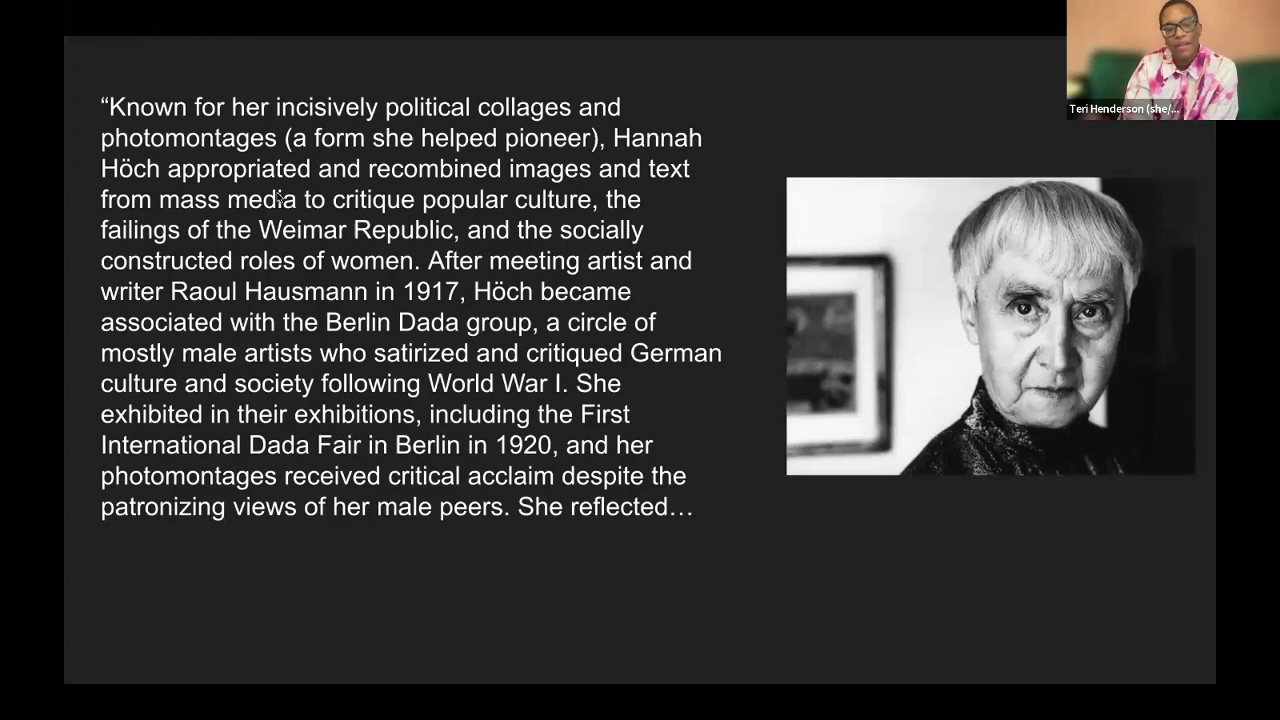 “Known for her incisively political collages and
photomontages (a form she helped pioneer), Hannah
Höch appropriated and recombined images and text
from mass media to critique popular culture, the
failings of the Weimar Republic, and the socially
constructed roles of women. After meeting artist and
writer Raoul Hausmann in 1917, Höch became
associated with the Berlin Dada group, a circle of
mostly male artists who satirized and critiqued German
culture and society following World War I. She
exhibited in their exhibitions, including the First
International Dada Fair in Berlin in 1920, and her
photomontages received critical acclaim despite the
patronizing views of her male peers. She reflected…
Teri Henderson (she/...